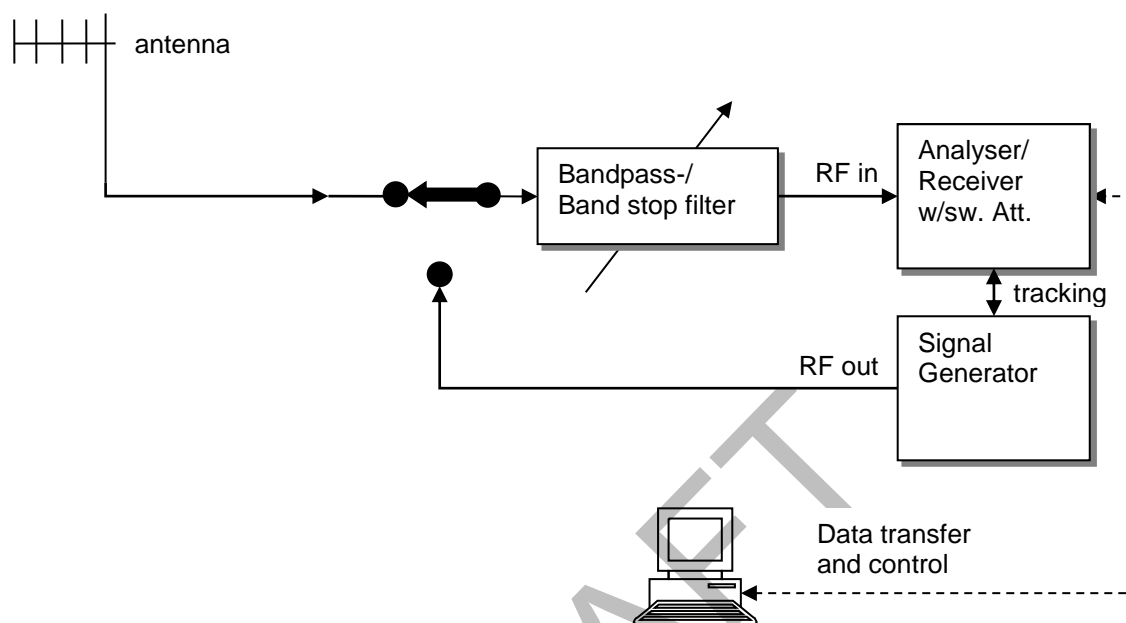 antenna
Bandpass-/
Band stop filter
RF in
Analyser/
Receiver
w/sw. Att.
tracking
Signal
Generator
RF out
Data transfer
and control